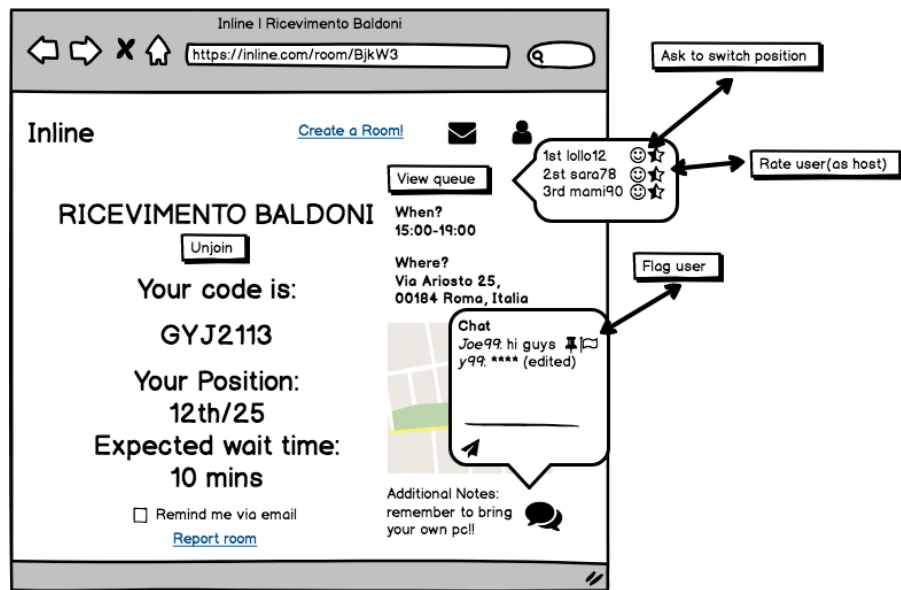 Inline | Ricevimento Baldoni
https://inline.com/room/BjkW3
Ask to switch position
Inline
Create a Room!
View queue
1st lollo12
2st sara78
3rd mami90
Rate user(as host)
RICEVIMENTO BALDONI
Unjoin
Your code is:
GYJ2113
Your Position:
12th/25
Expected wait time:
10 mins
Remind me via email
Report room
When?
15:00-19:00
Where?
Via Ariosto 25,
00184 Roma, Italia
Flag user
Chat
Joe99: hi guys
y99: **** (edited)
Additional Notes:
remember to bring
your own pc!!